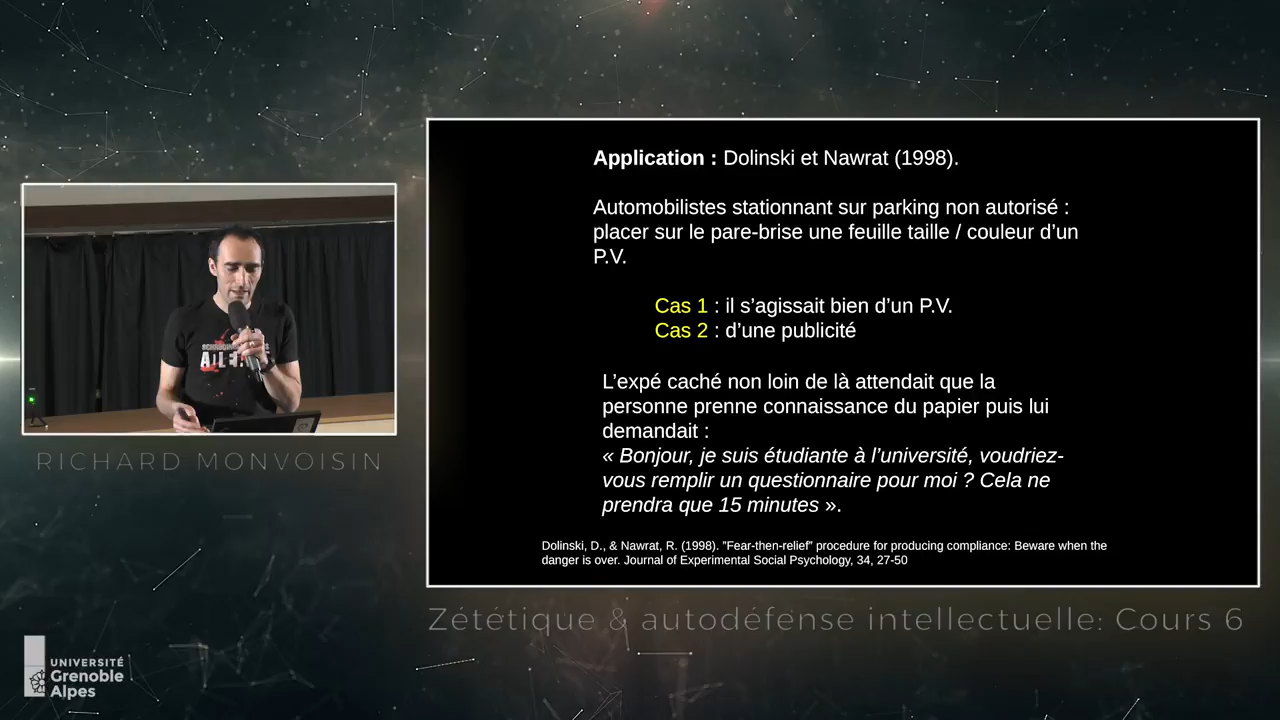 Application : Dolinski et Nawrat (1998).
Automobilistes stationnant sur parking non autorisé :
placer sur le pare-brise une feuille taille / couleur d’un
P.V.
Cas 1 : il s’agissait bien d’un P.V.
Cas 2 : d’une publicité
L’expé caché non loin de là attendait que la
personne prenne connaissance du papier puis lui
demandait :
« Bonjour, je suis étudiante à l’université, voudriez-
vous remplir un questionnaire pour moi ? Cela ne
prendra que 15 minutes ».
Dolinski, D., & Nawrat, R. (1998). "Fear-then-relief" procedure for producing compliance: Beware when the
danger is over. Journal of Experimental Social Psychology, 34, 27-50
RICHARD MONVOISIN
Zététique & autodéfense intellectuelle: Cours 6
UNIVERSITÉ
Grenoble
Alpes